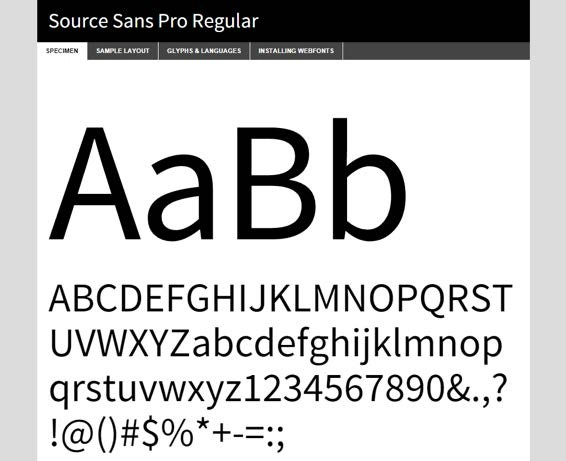 Source Sans Pro Regular
SPECIMEN SAMPLE LAYOUT GLYPHS & LANGUAGES INSTALLING WEBFONTS
AaBb
ABCDEFGHIJKLMNOPQRST
UVWXYZabcdefghijklmnop
qrstuvwxyz1234567890&.,?
!@()#$%*+-=:;